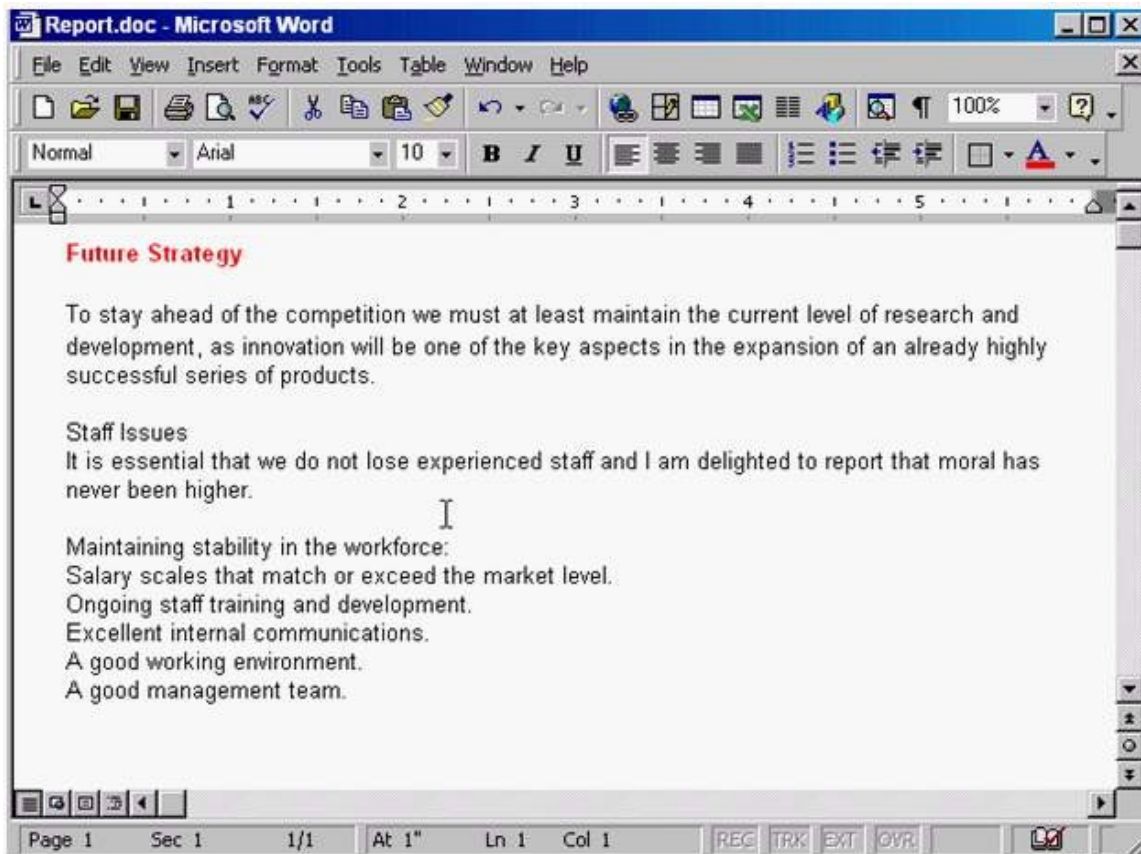 Report.doc - Microsoft Word
File Edit View Insert Format Tools Table Window Help
ABC 100%
Normal Arial 10 B I U A
1 2 3 4 5
Future Strategy
To stay ahead of the competition we must at least maintain the current level of research and
development, as innovation will be one of the key aspects in the expansion of an already highly
successful series of products.
Staff Issues
It is essential that we do not lose experienced staff and I am delighted to report that moral has
never been higher.
Maintaining stability in the workforce:
Salary scales that match or exceed the market level.
Ongoing staff training and development.
Excellent internal communications.
A good working environment.
A good management team.
Page 1 Sec 1 1/1 At 1" Ln 1 Col 1 REC TRK EXT OVR